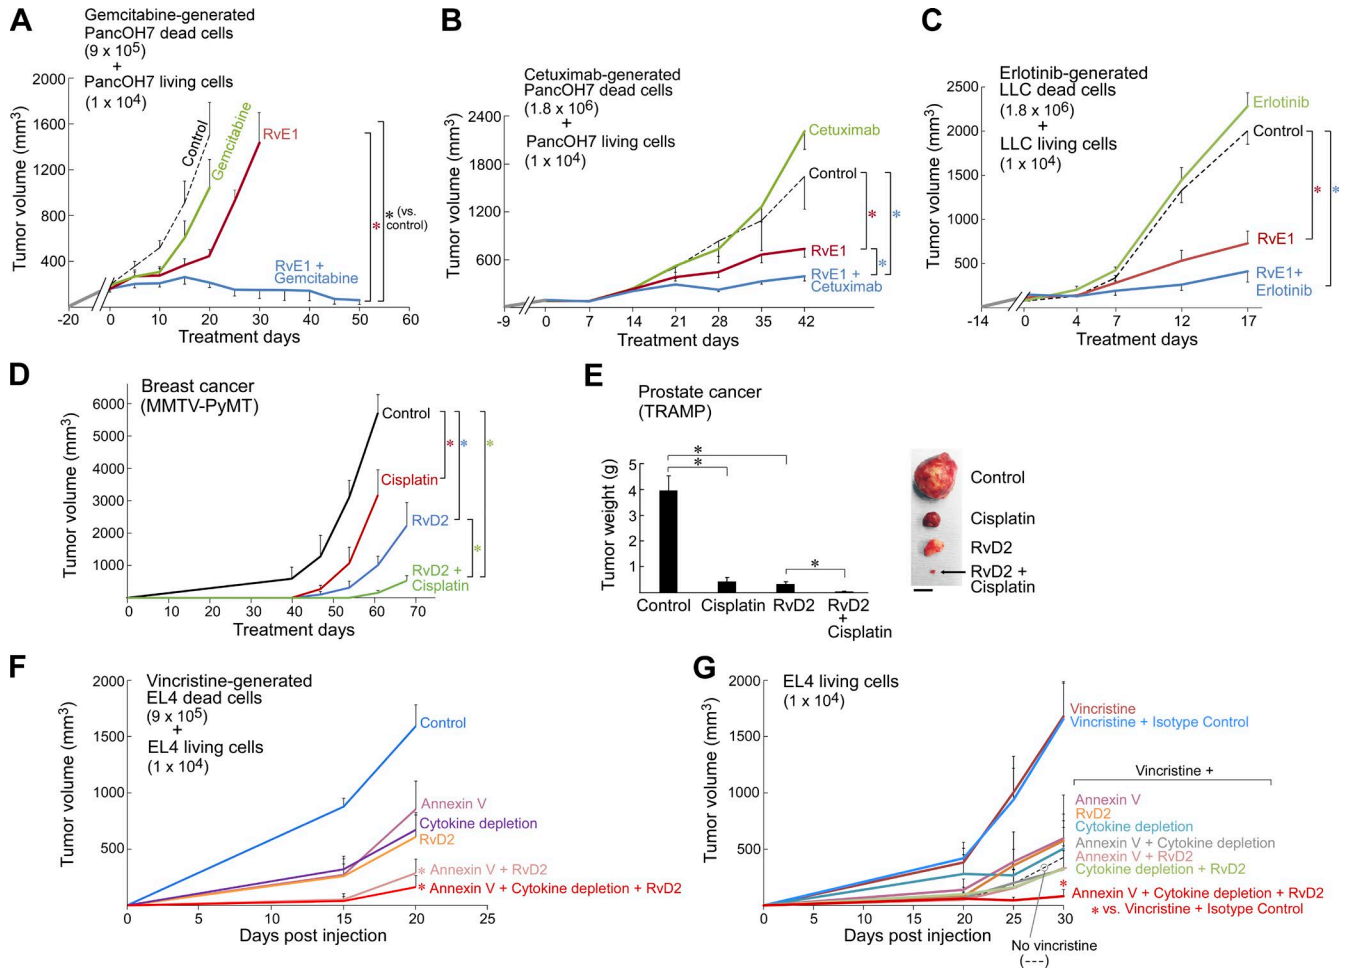 A
Gemcitabine-generated
PancOH7 dead cells
(9 x 10⁵)
+
PancOH7 living cells
(1 x 10⁴)
Tumor volume (mm³)
2000
1600
1200
800
400
Control
Gemcitabine
RvE1
* (vs.
control)
*
RvE1 +
Gemcitabine
-20 0 10 20 30 40 50 60
Treatment days
B
Cetuximab-generated
PancOH7 dead cells
(1.8 x 10⁶)
+
PancOH7 living cells
(1 x 10⁴)
Tumor volume (mm³)
2400
1800
1200
600
Cetuximab
Control
* *
RvE1
*
RvE1 +
Cetuximab
-9 0 7 14 21 28 35 42
Treatment days
C
Erlotinib-generated
LLC dead cells
(1.8 x 10⁶)
+
LLC living cells
(1 x 10⁴)
Tumor volume (mm³)
2500
2000
1500
1000
500
Erlotinib
Control
* *
RvE1
RvE1+
Erlotinib
-14 0 4 7 12 17
Treatment days
D
Breast cancer
(MMTV-PyMT)
Tumor volume (mm³)
6000
5000
4000
3000
2000
1000
Control
* * *
Cisplatin
RvD2
*
RvD2 +
Cisplatin
0 10 20 30 40 50 60 70
Treatment days
E
Prostate cancer
(TRAMP)
Tumor weight (g)
5
4
3
2
1
*
*
*
Control Cisplatin RvD2 RvD2
+
Cisplatin
Control
Cisplatin
RvD2
RvD2 +
Cisplatin
F
Vincristine-generated
EL4 dead cells
(9 x 10⁵)
+
EL4 living cells
(1 x 10⁴)
Tumor volume (mm³)
2000
1500
1000
500
Control
Annexin V
Cytokine depletion
RvD2
* Annexin V + RvD2
* Annexin V + Cytokine depletion + RvD2
0 5 10 15 20 25
Days post injection
G
EL4 living cells
(1 x 10⁴)
Tumor volume (mm³)
2000
1500
1000
500
Vincristine
Vincristine + Isotype Control
Vincristine +
Annexin V
RvD2
Cytokine depletion
Annexin V + Cytokine depletion
Annexin V + RvD2
Cytokine depletion + RvD2
*
Annexin V + Cytokine depletion + RvD2
* vs. Vincristine + Isotype Control
0 5 10 15 20 25 30
Days post injection
No vincristine
(---)